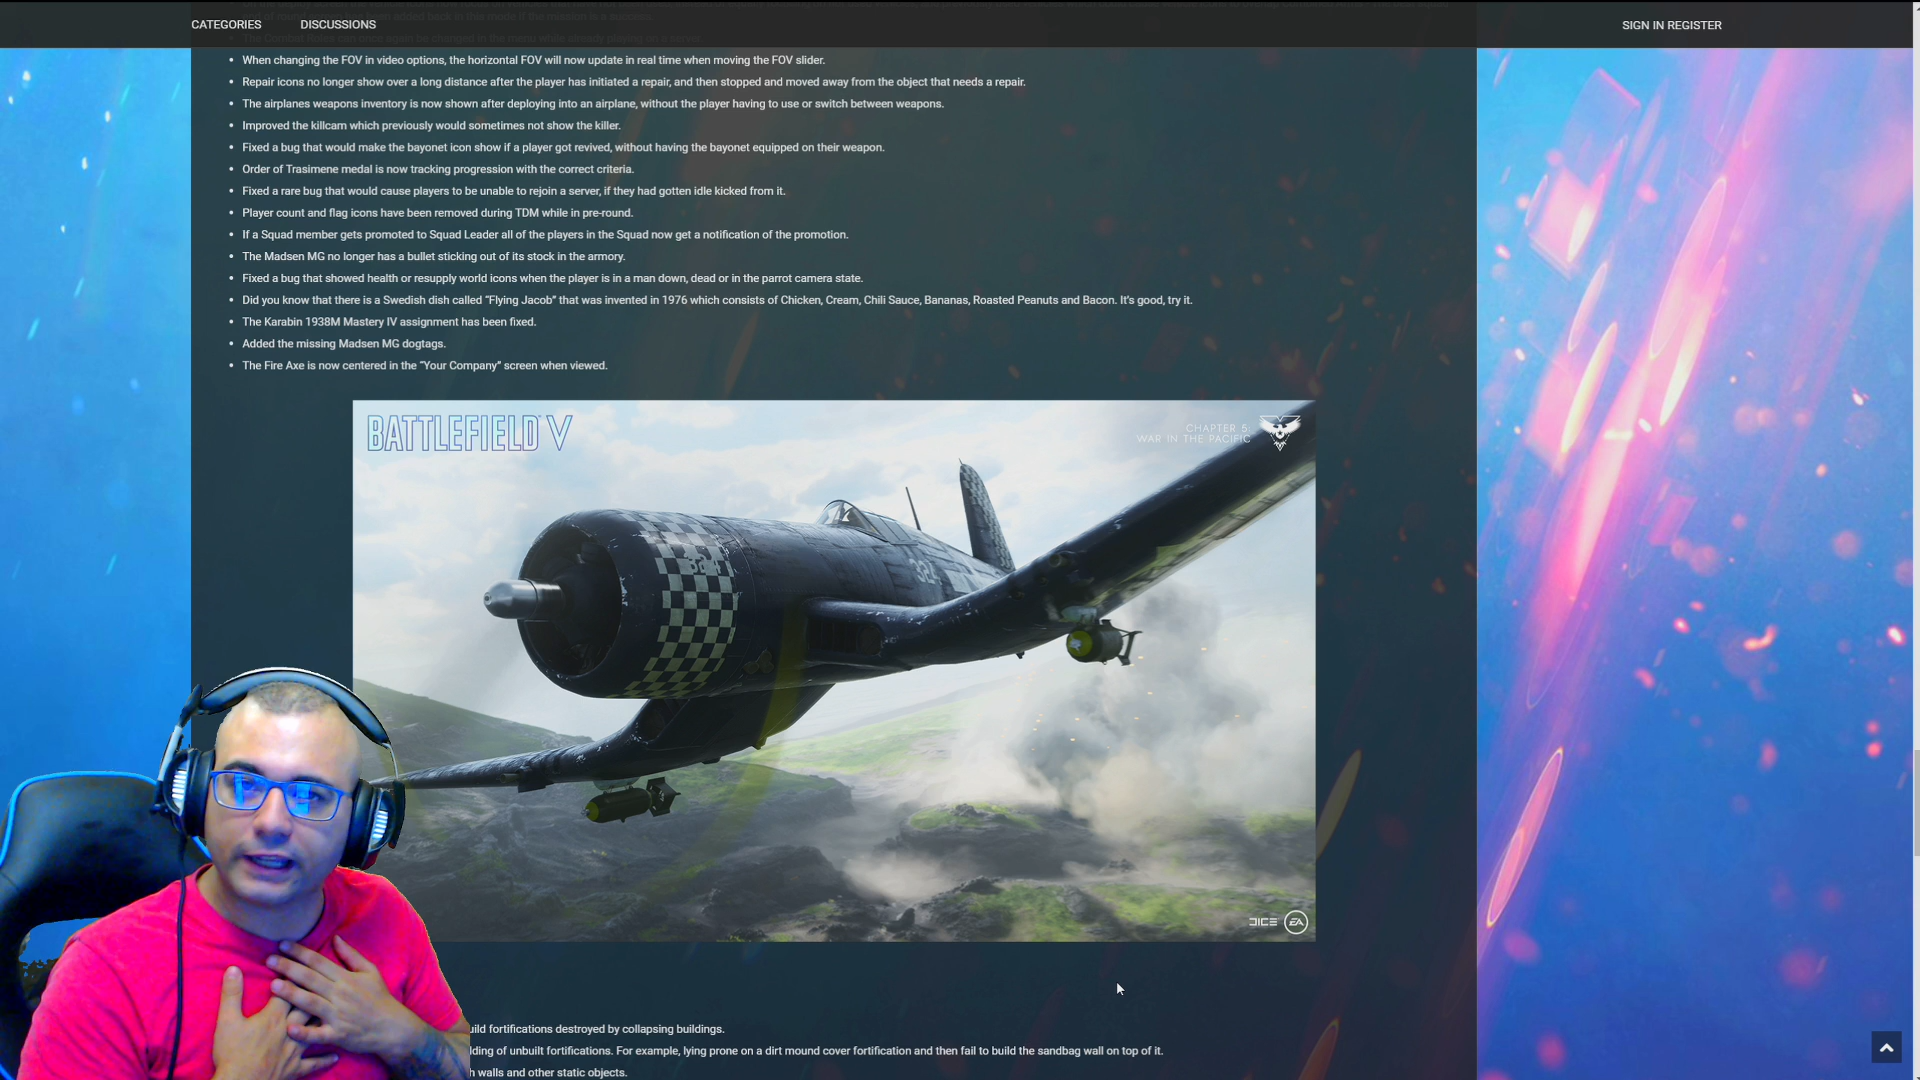 CATEGORIES DISCUSSIONS SIGN IN REGISTER
When changing the FOV in video options, the horizontal FOV will now update in real time when moving the FOV slider.
Repair icons no longer show over a long distance after the player has initiated a repair, and then stopped and moved away from the object that needs a repair.
The airplanes weapons inventory is now shown after deploying into an airplane, without the player having to use or switch between weapons.
Improved the killcam which previously would sometimes not show the killer.
Fixed a bug that would make the bayonet icon show if a player got revived, without having the bayonet equipped on their weapon.
Order of Trasimene medal is now tracking progression with the correct criteria.
Fixed a rare bug that would cause players to be unable to rejoin a server, if they had gotten idle kicked from it.
Player count and flag icons have been removed during TDM while in pre-round.
If a Squad member gets promoted to Squad Leader all of the players in the Squad now get a notification of the promotion.
The Madsen MG no longer has a bullet sticking out of its stock in the armory.
Fixed a bug that showed health or resupply world icons when the player is in a man down, dead or in the parrot camera state.
Did you know that there is a Swedish dish called “Flying Jacob” that was invented in 1976 which consists of Chicken, Cream, Chili Sauce, Bananas, Roasted Peanuts and Bacon. It's good, try it.
The Karabin 1938M Mastery IV assignment has been fixed.
Added the missing Madsen MG dogtags.
The Fire Axe is now centered in the “Your Company” screen when viewed.
BATTLEFIELD V
CHAPTER 5:
WAR IN THE PACIFIC
324
DICE EA
uild fortifications destroyed by collapsing buildings.
lding of unbuilt fortifications. For example, lying prone on a dirt mound cover fortification and then fail to build the sandbag wall on top of it.
h walls and other static objects.